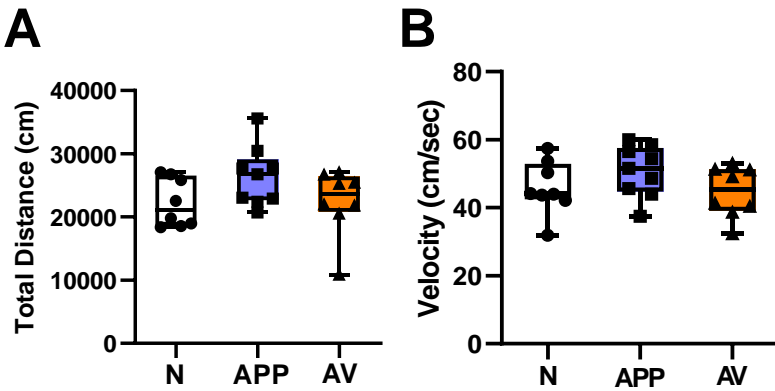 A
B
Total Distance (cm)
40000
30000
20000
10000
0
N APP AV
Velocity (cm/sec)
80
60
40
20
0
N APP AV